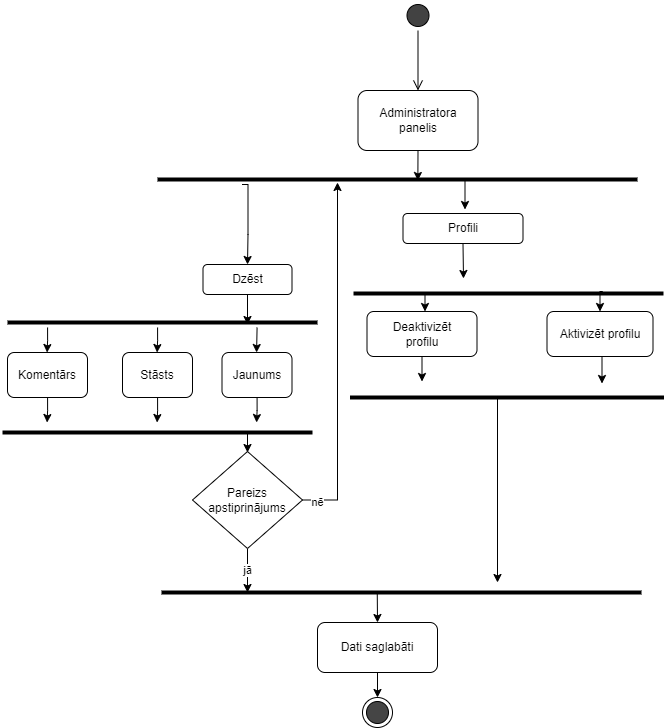 Administratora
panelis
Profili
Dzēst
Deaktivizēt
profilu
Aktivizēt profilu
Komentārs
Stāsts
Jaunums
Pareizs
apstiprinājums
nē
jā
Dati saglabāti